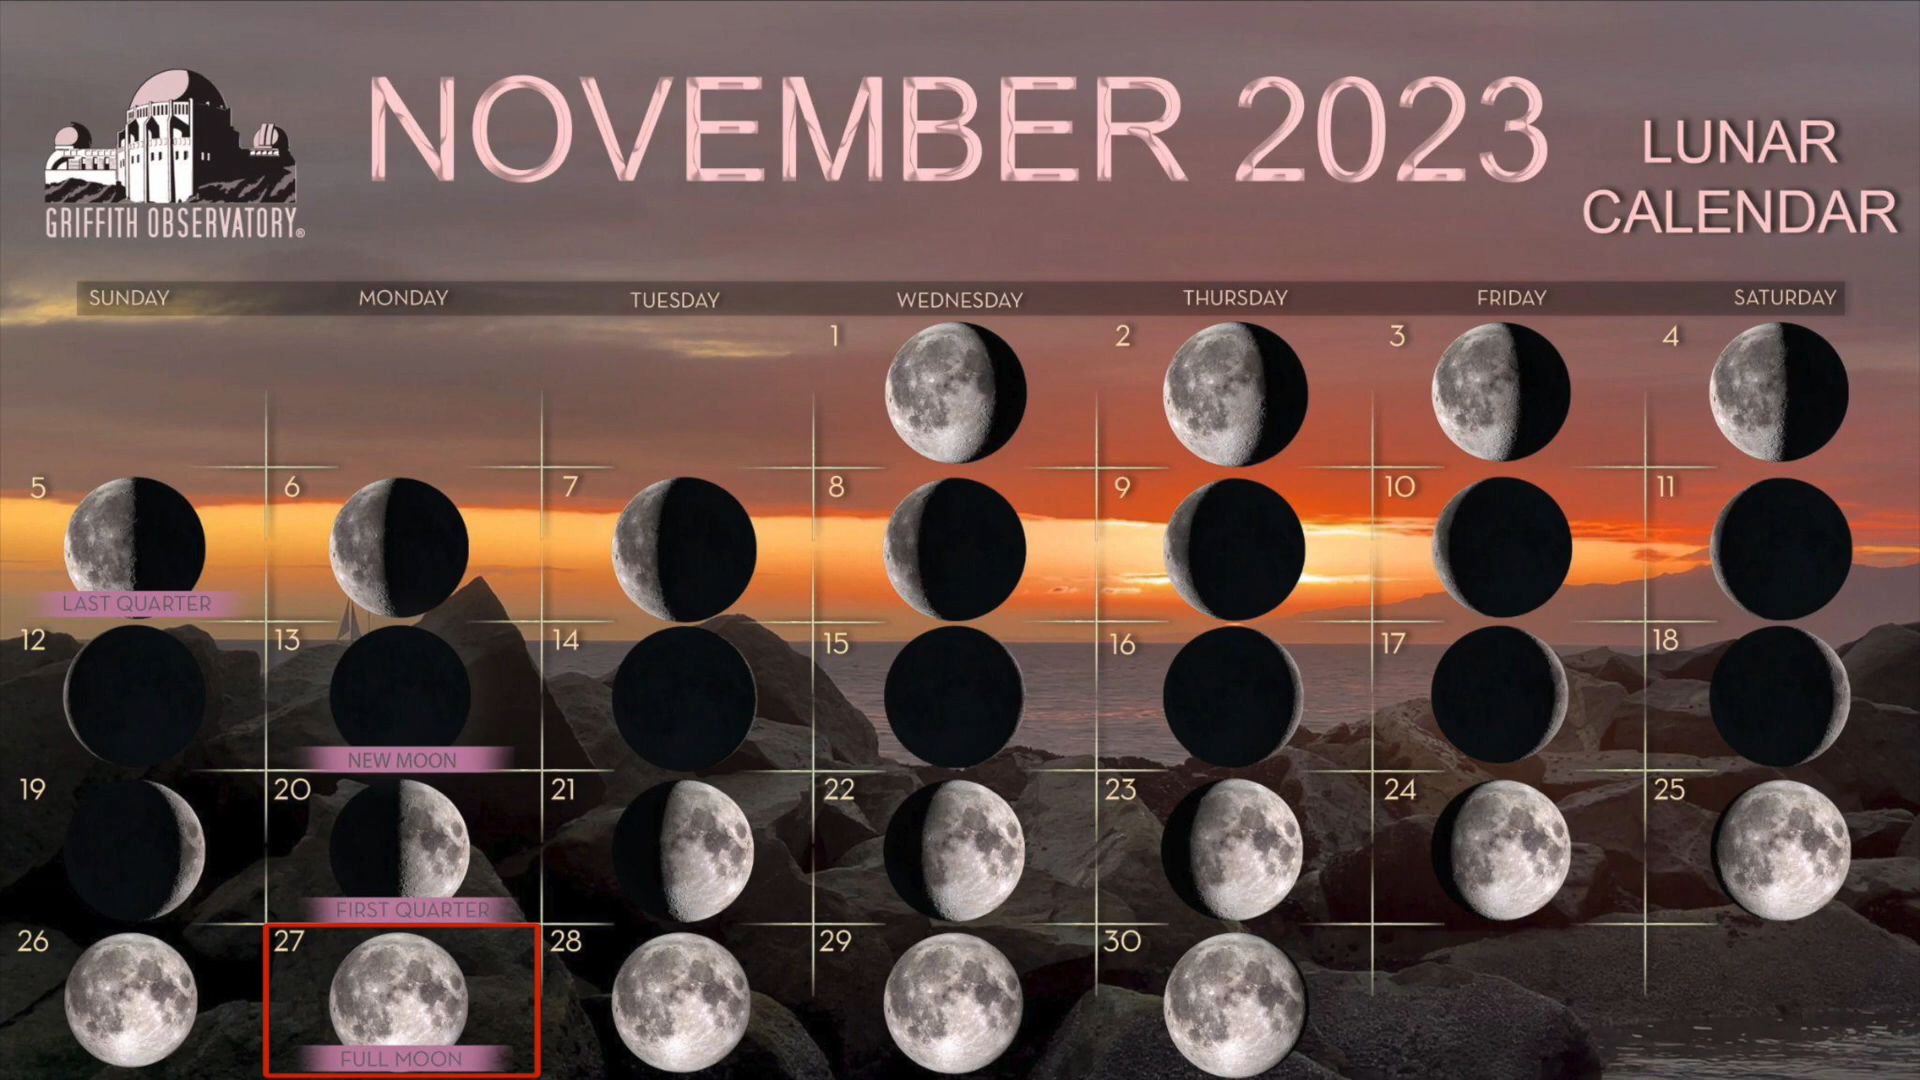 NOVEMBER 2023
LUNAR
CALENDAR
GRIFFITH OBSERVATORY®
SUNDAY
MONDAY
TUESDAY
WEDNESDAY
THURSDAY
FRIDAY
SATURDAY
1
2
3
4
5
LAST QUARTER
6
7
8
9
10
11
12
13
NEW MOON
14
15
16
17
18
19
20
FIRST QUARTER
21
22
23
24
25
26
27
FULL MOON
28
29
30